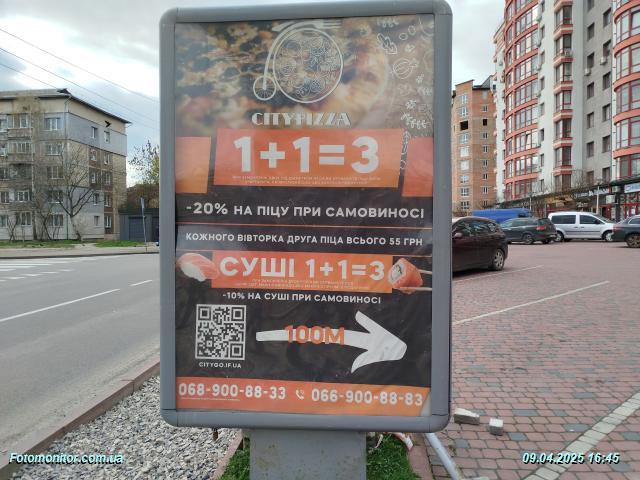 CITYPIZZA
1+1=3
-20% НА ПІЦУ ПРИ САМОВИНОСІ
КОЖНОГО ВІВТОРКА ДРУГА ПІЦА ВСЬОГО 55 ГРН
СУШІ 1+1=3
-10% НА СУШІ ПРИ САМОВИНОСІ
100М
CITYGO.IF.UA
068-900-88-33 066-900-88-83
Fotomonitor.com.ua
09.04.2025 16:45